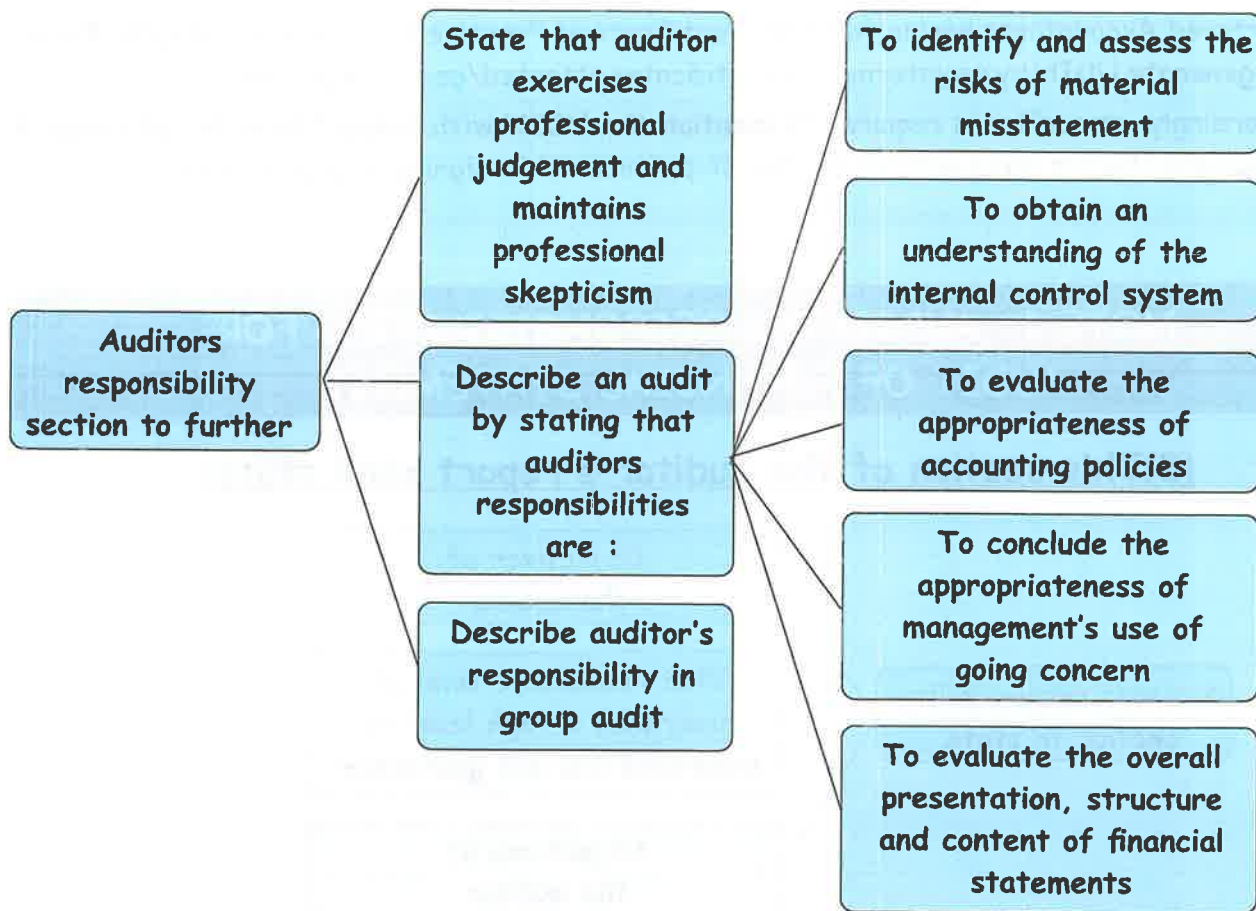 Auditors
responsibility
section to further
State that auditor
exercises
professional
judgement and
maintains
professional
skepticism
Describe an audit
by stating that
auditors
responsibilities
are :
Describe auditor's
responsibility in
group audit
To identify and assess the
risks of material
misstatement
To obtain an
understanding of the
internal control system
To evaluate the
appropriateness of
accounting policies
To conclude the
appropriateness of
management's use of
going concern
To evaluate the overall
presentation, structure
and content of financial
statements